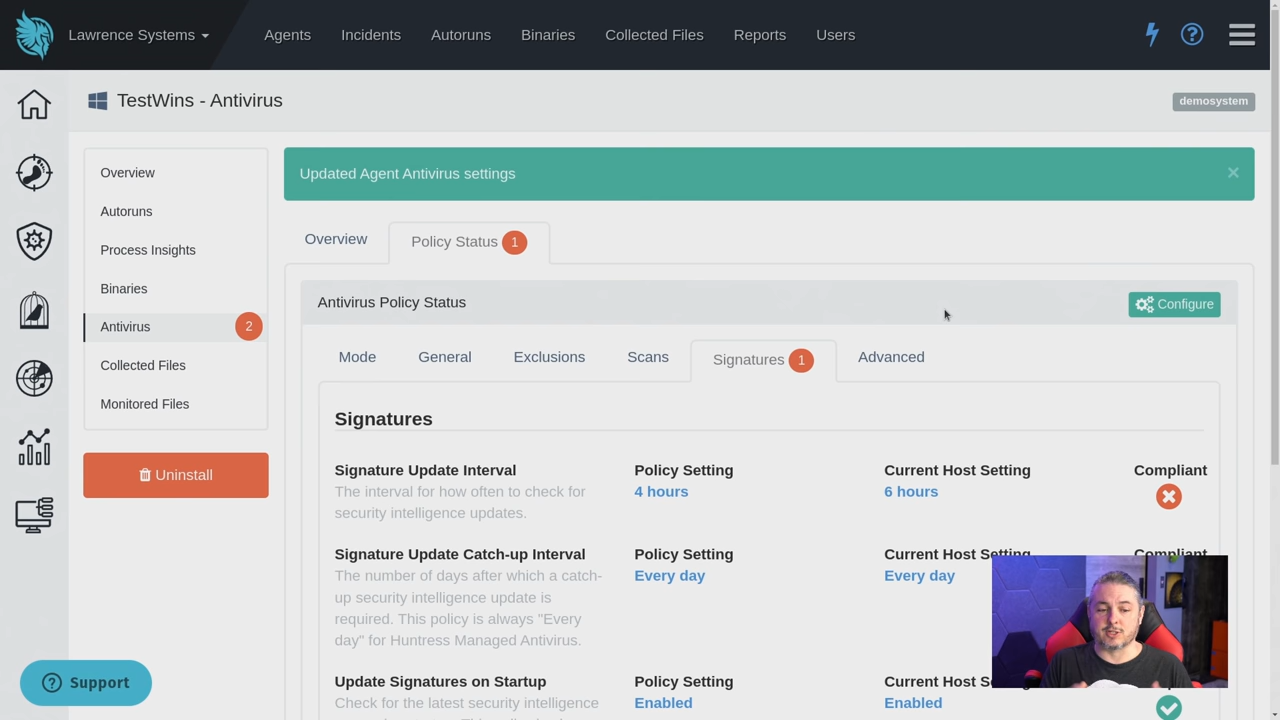 Lawrence Systems
Agents
Incidents
Autoruns
Binaries
Collected Files
Reports
Users
TestWins - Antivirus
demosystem
Overview
Autoruns
Process Insights
Binaries
Antivirus 2
Collected Files
Monitored Files
Uninstall
Updated Agent Antivirus settings
×
Overview
Policy Status 1
Antivirus Policy Status
Configure
Mode
General
Exclusions
Scans
Signatures 1
Advanced
Signatures
Signature Update Interval
The interval for how often to check for
security intelligence updates.
Policy Setting
4 hours
Current Host Setting
6 hours
Compliant
Signature Update Catch-up Interval
The number of days after which a catch-
up security intelligence update is
required. This policy is always "Every
day" for Huntress Managed Antivirus.
Policy Setting
Every day
Current Host Setting
Every day
Compliant
Update Signatures on Startup
Check for the latest security intelligence
Policy Setting
Enabled
Current Host
Enabled
Support